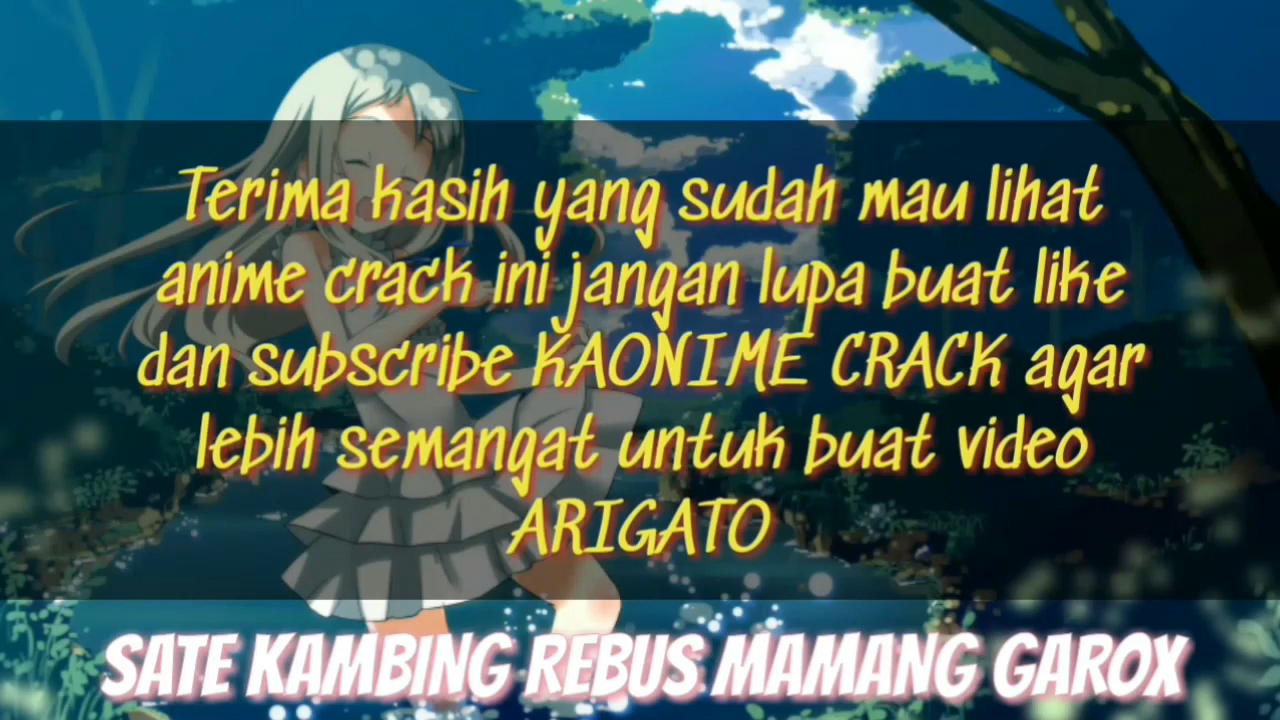 Terima kasih yang sudah mau lihat
anime crack ini jangan lupa buat like
dan subscribe KAONIME CRACK agar
lebih semangat untuk buat video
ARIGATO
SATE KAMBING REBUS MAMANG GAROX